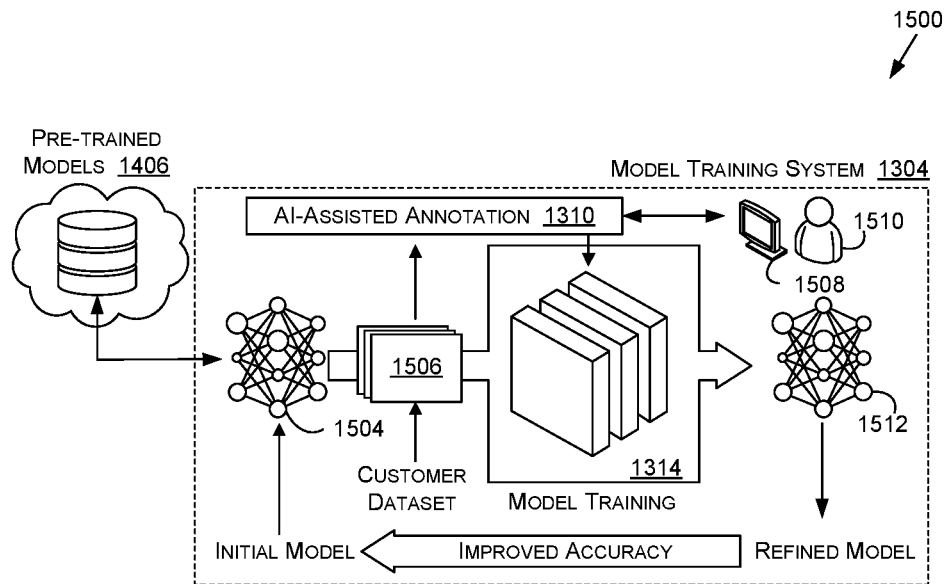 1500
PRE-TRAINED
MODELS 1406
MODEL TRAINING SYSTEM 1304
AI-ASSISTED ANNOTATION 1310
1510
1508
1506
1504
1512
CUSTOMER
DATASET
1314
MODEL TRAINING
INITIAL MODEL
IMPROVED ACCURACY
REFINED MODEL